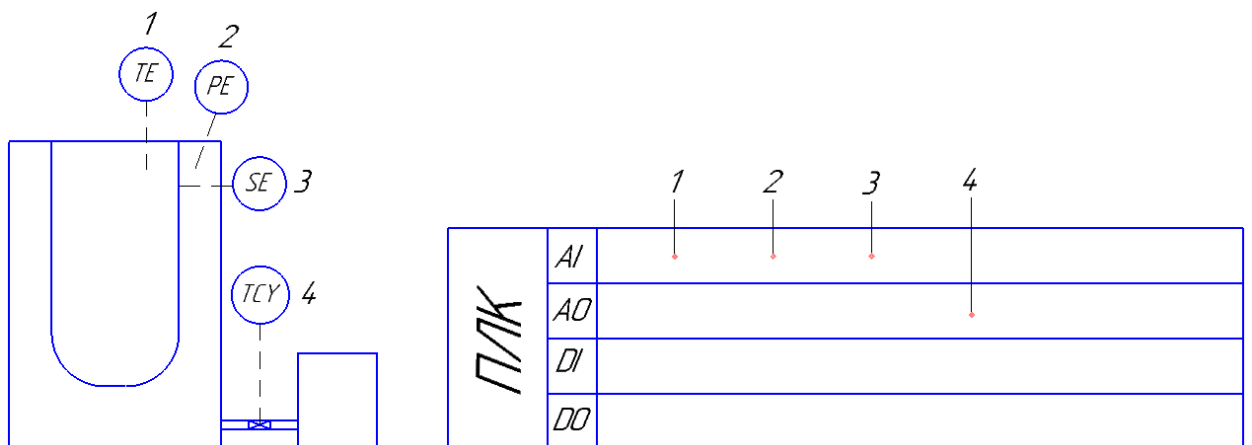 1
TE
2
PE
SE 3
TCY 4
1 2 3 4
ПЛК
AI
AO
DI
DO